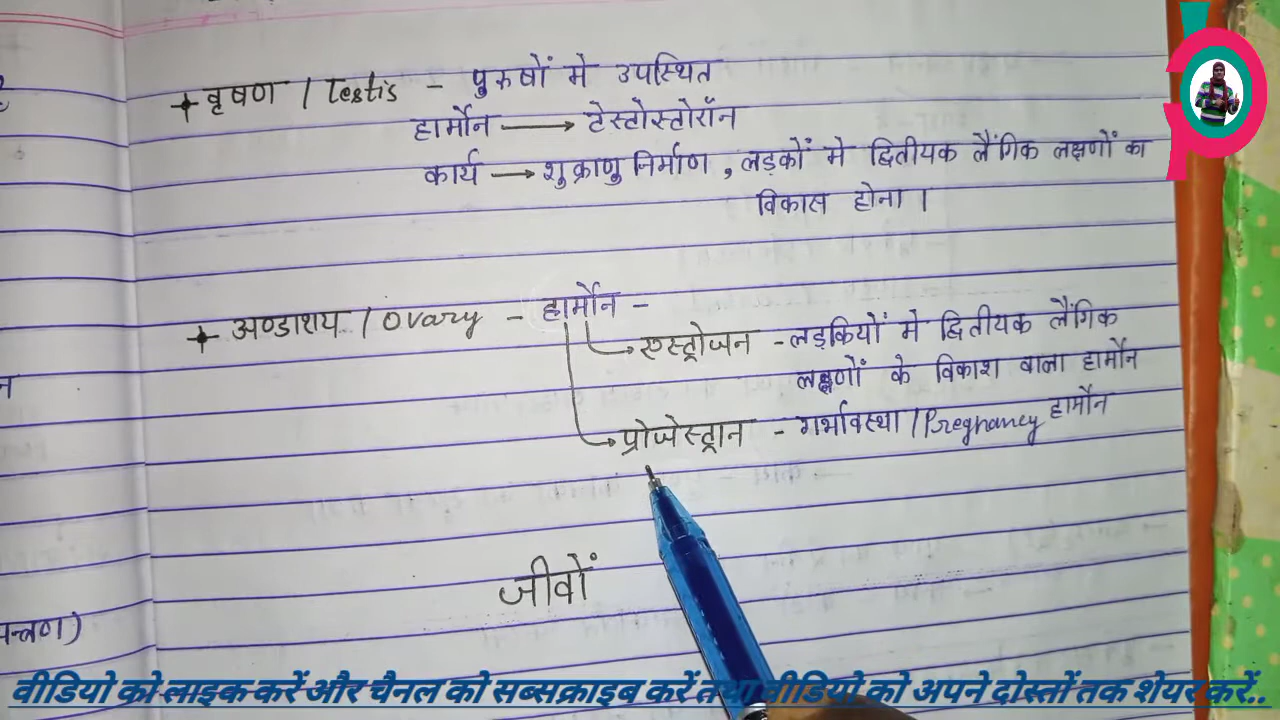 वृषण / Testis - पुरुषों मे उपस्थित
हार्मोन → टेस्टोस्टोरॉन
कार्य → शुक्राणु निर्माण , लड़कों मे द्वितीयक लैंगिक लक्षणों का
विकास होना ।
अण्डाशय / Ovary - हार्मोन -
एस्ट्रोजन - लड़कियों मे द्वितीयक लैंगिक
लक्षणों के विकाश वाला हार्मोन
प्रोजेस्ट्रान - गर्भावस्था / Pregnancy हार्मोन
जीवों
न
वीडियो को लाइक करें और चैनल को सब्सक्राइब करें तथा वीडियो को अपने दोस्तों तक शेयर करें..